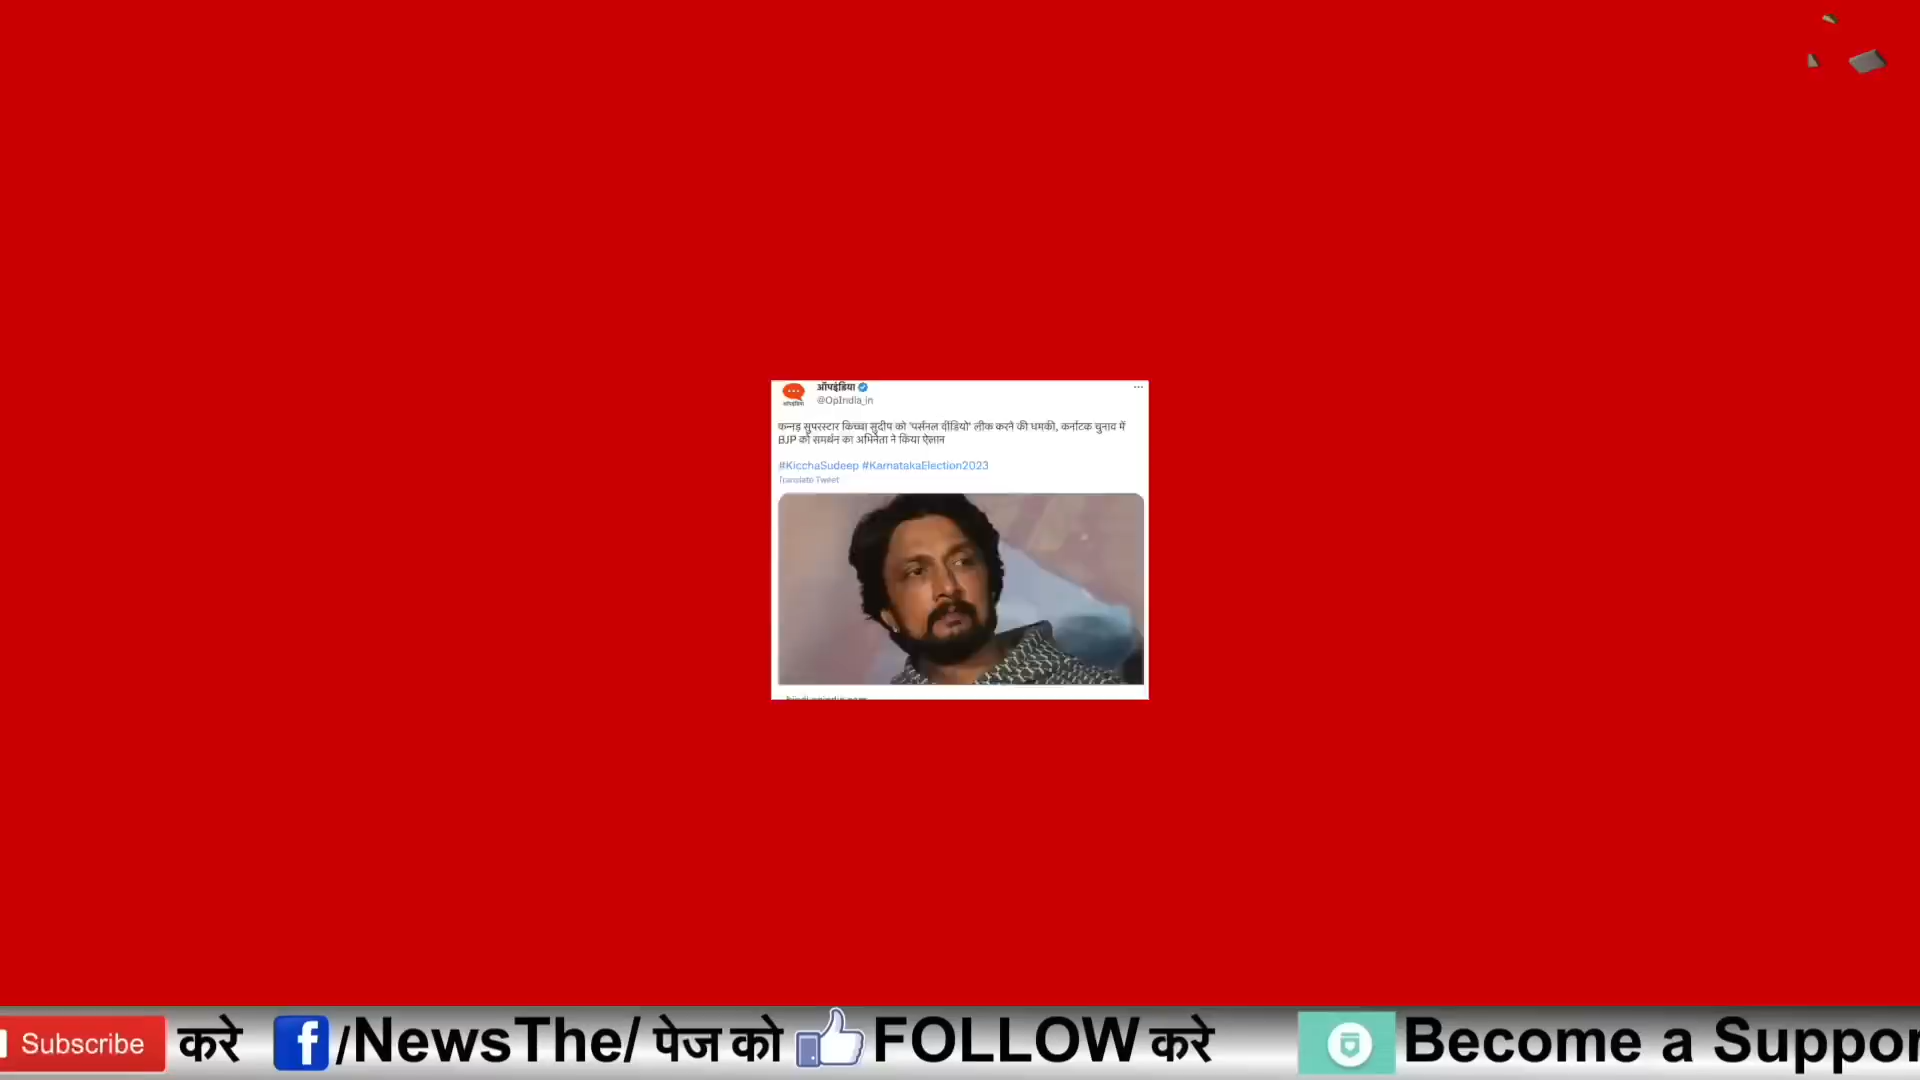 ऑपइंडिया
@OpIndia_in
कन्नड़ सुपरस्टार किच्चा सुदीप को 'पर्सनल वीडियो' लीक करने की धमकी, कर्नाटक चुनाव में
BJP को समर्थन का अभिनेता ने किया ऐलान
#KicchaSudeep #KarnatakaElection2023
Translate Tweet
Subscribe करे /NewsThe/ पेज को FOLLOW करे Become a Suppor